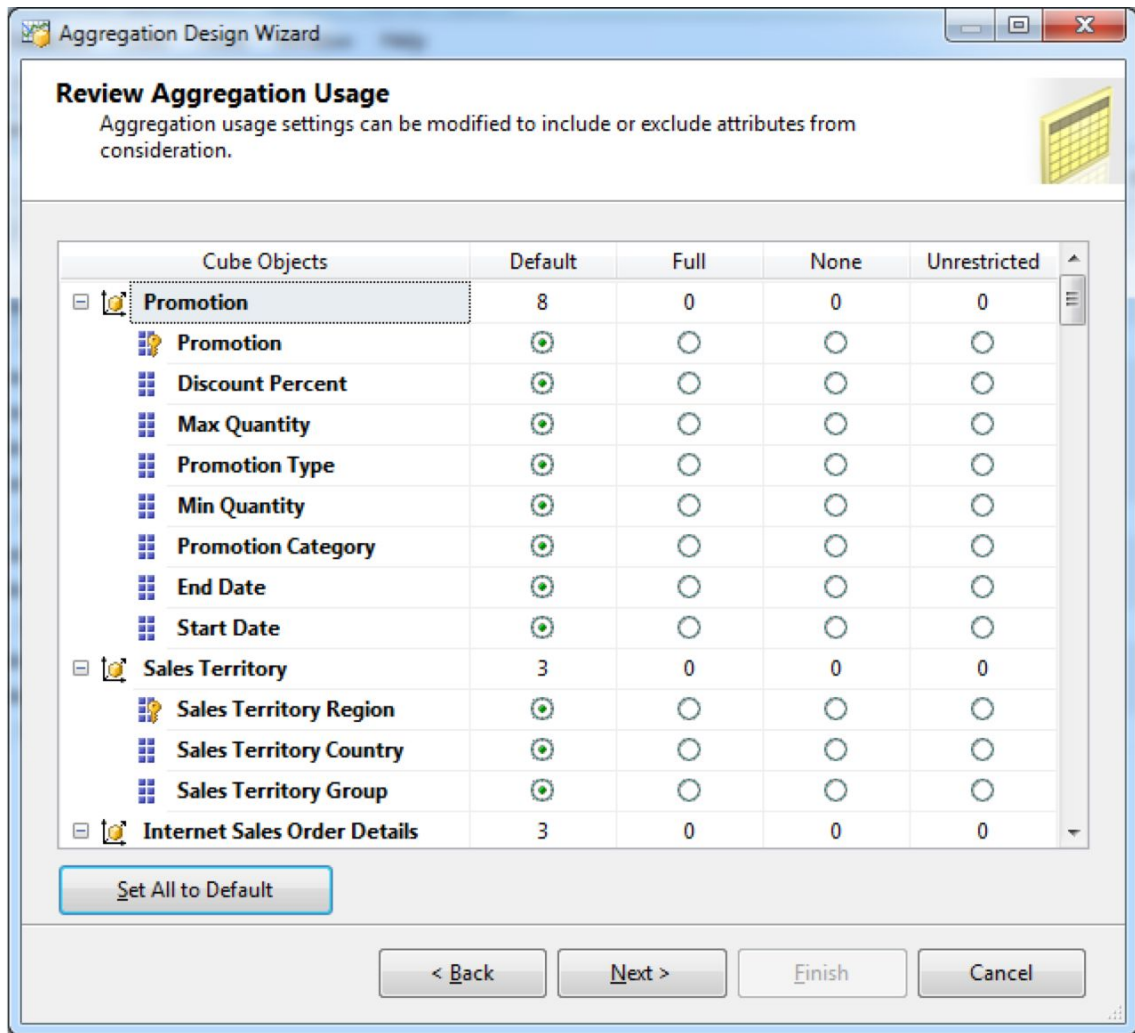 Aggregation Design Wizard
Review Aggregation Usage
Aggregation usage settings can be modified to include or exclude attributes from
consideration.
Cube Objects Default Full None Unrestricted
Promotion 8 0 0 0
Promotion
Discount Percent
Max Quantity
Promotion Type
Min Quantity
Promotion Category
End Date
Start Date
Sales Territory 3 0 0 0
Sales Territory Region
Sales Territory Country
Sales Territory Group
Internet Sales Order Details 3 0 0 0
Set All to Default
< Back Next > Finish Cancel